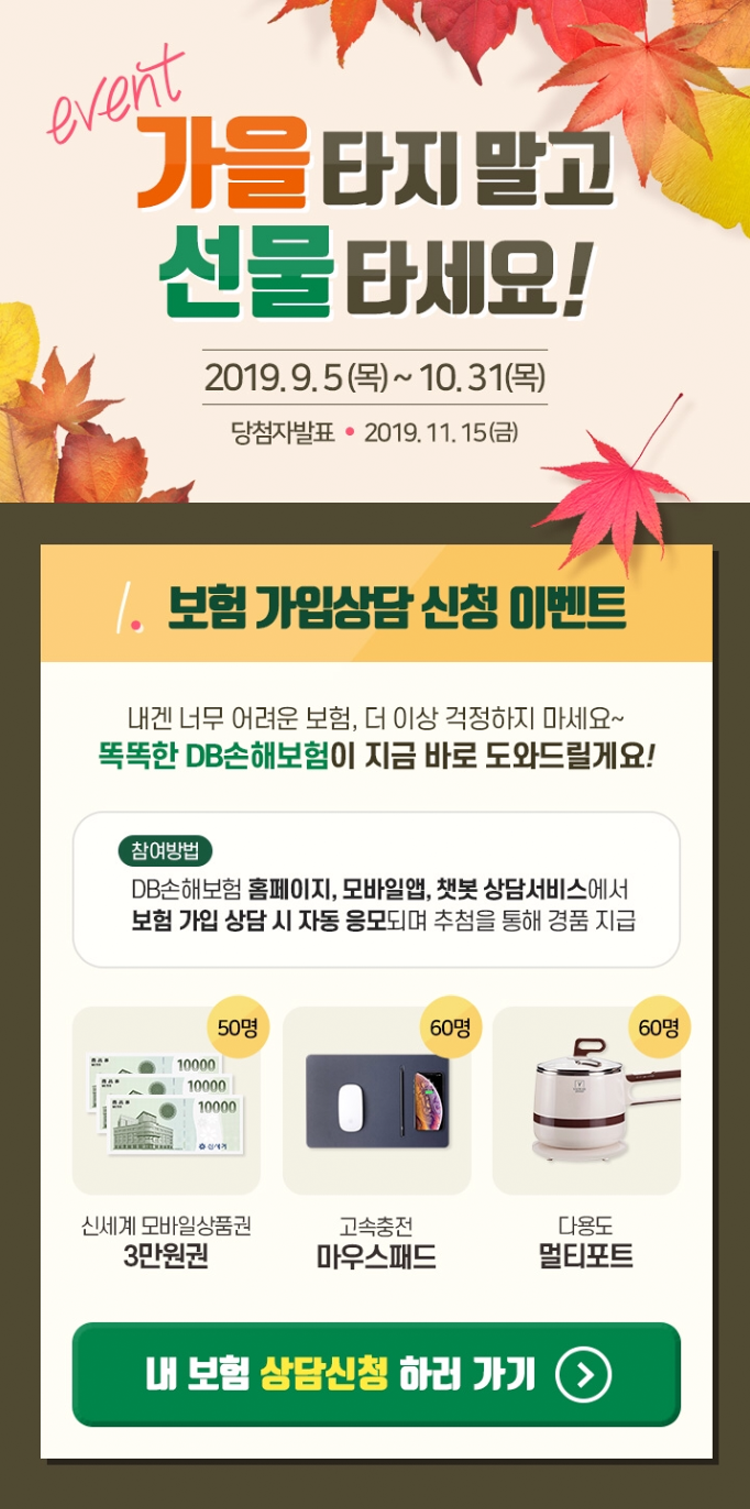 event
가을 타지 말고
선물 타세요!
2019. 9. 5 (목) ~ 10. 31(목)
당첨자발표 • 2019. 11. 15(금)
1. 보험 가입상담 신청 이벤트
내겐 너무 어려운 보험, 더 이상 걱정하지 마세요~
똑똑한 DB손해보험이 지금 바로 도와드릴게요!
참여방법
DB손해보험 홈페이지, 모바일앱, 챗봇 상담서비스에서
보험 가입 상담 시 자동 응모되며 추첨을 통해 경품 지급
50명
60명
60명
10000
10000
10000
신세계
신세계 모바일상품권
3만원권
고속충전
마우스패드
다용도
멀티포트
내 보험 상담신청 하러 가기